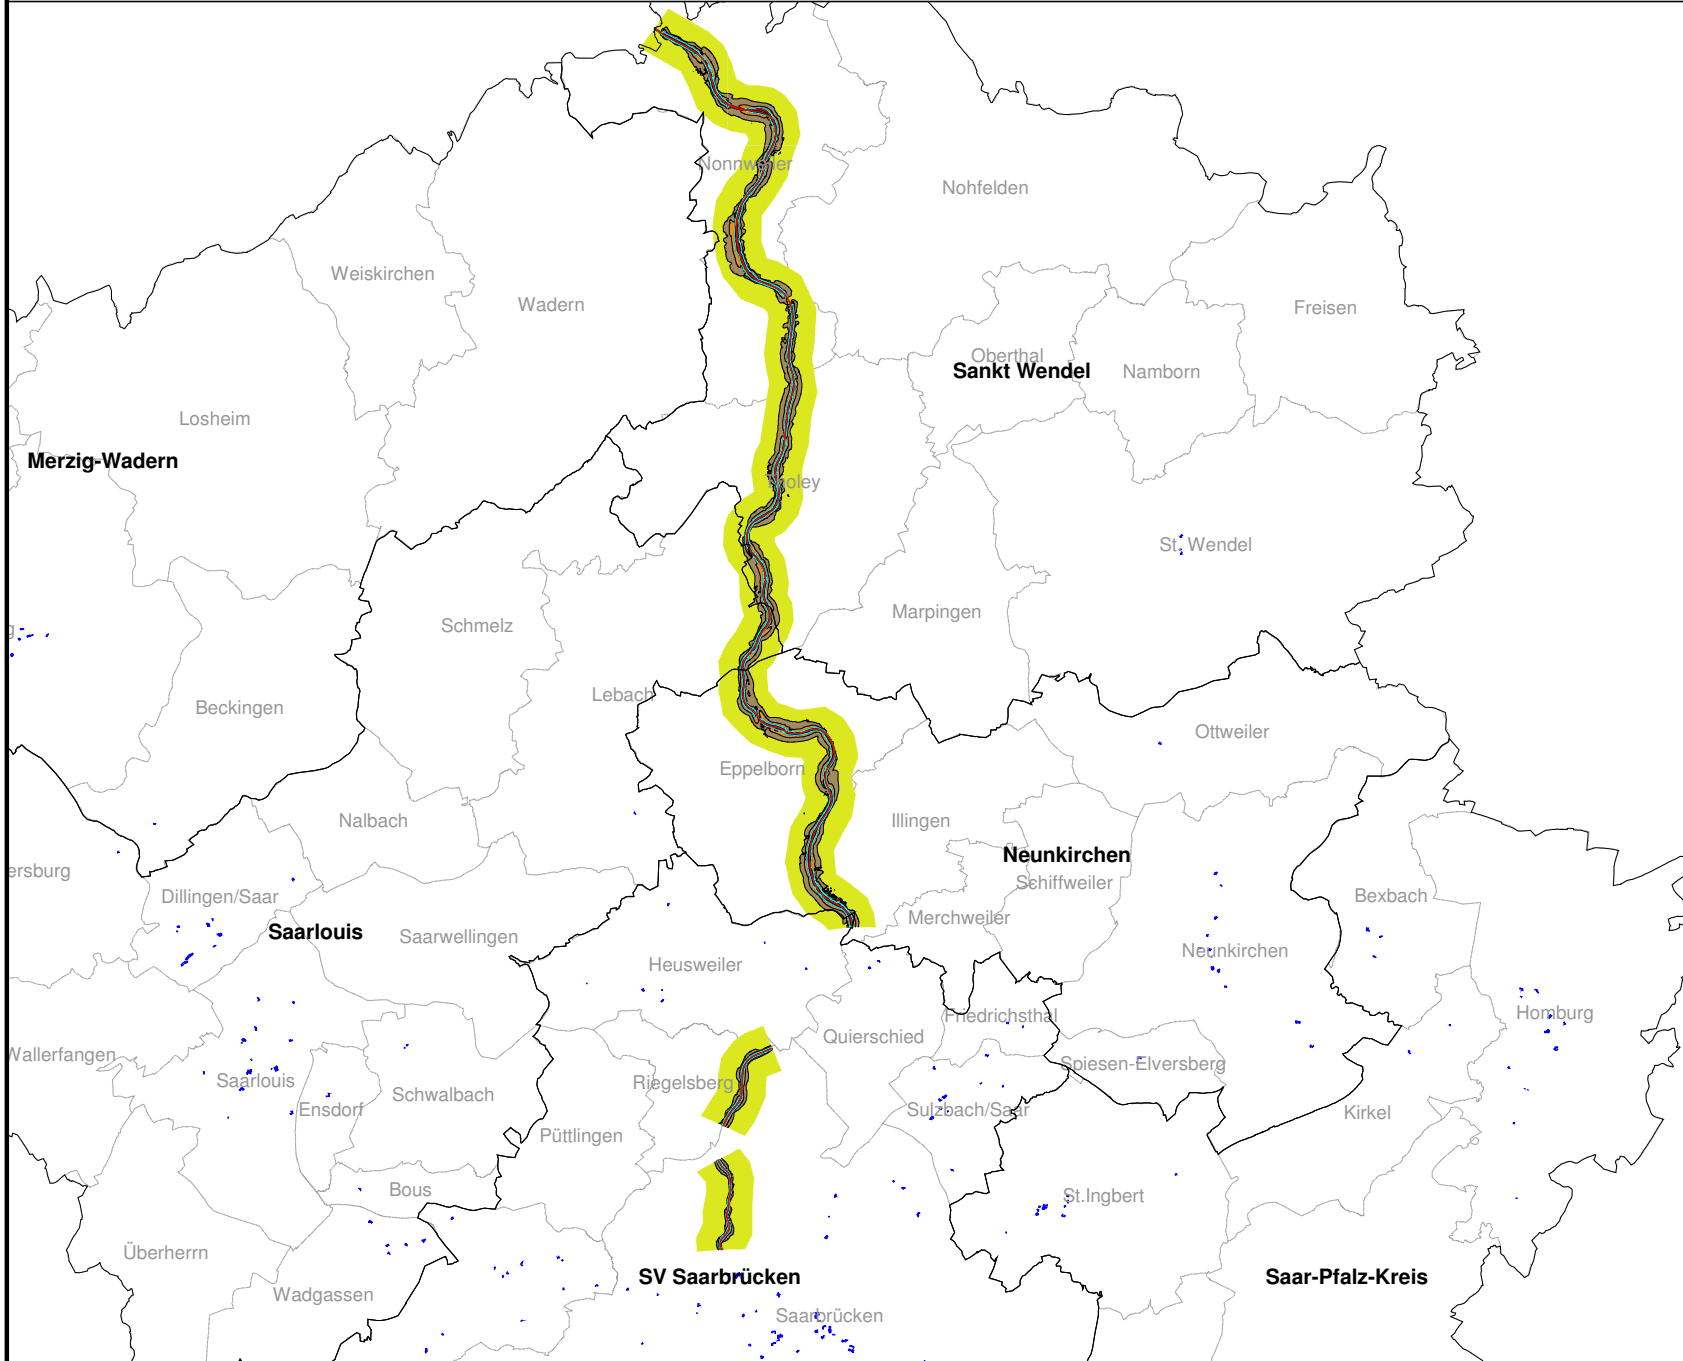 Nonnweiler
Nohfelden
Weiskirchen
Wadern
Freisen
Oberthal
Sankt Wendel
Namborn
Losheim
Merzig-Wadern
Tholey
St. Wendel
Marpingen
Schmelz
g
Lebach
Beckingen
Ottweiler
Eppelborn
Nalbach
Illingen
Neunkirchen
Schiffweiler
ersburg
Dillingen/Saar
Bexbach
Merchweiler
Saarlouis
Saarwellingen
Neunkirchen
Heusweiler
Friedrichsthal
Homburg
Quierschied
Wallerfangen
Spiesen-Elversberg
Saarlouis
Riegelsberg
Schwalbach
Ensdorf
Sulzbach/Saar
Kirkel
Püttlingen
Bous
St.Ingbert
Überherrn
SV Saarbrücken
Saar-Pfalz-Kreis
Wadgassen
Saarbrücken